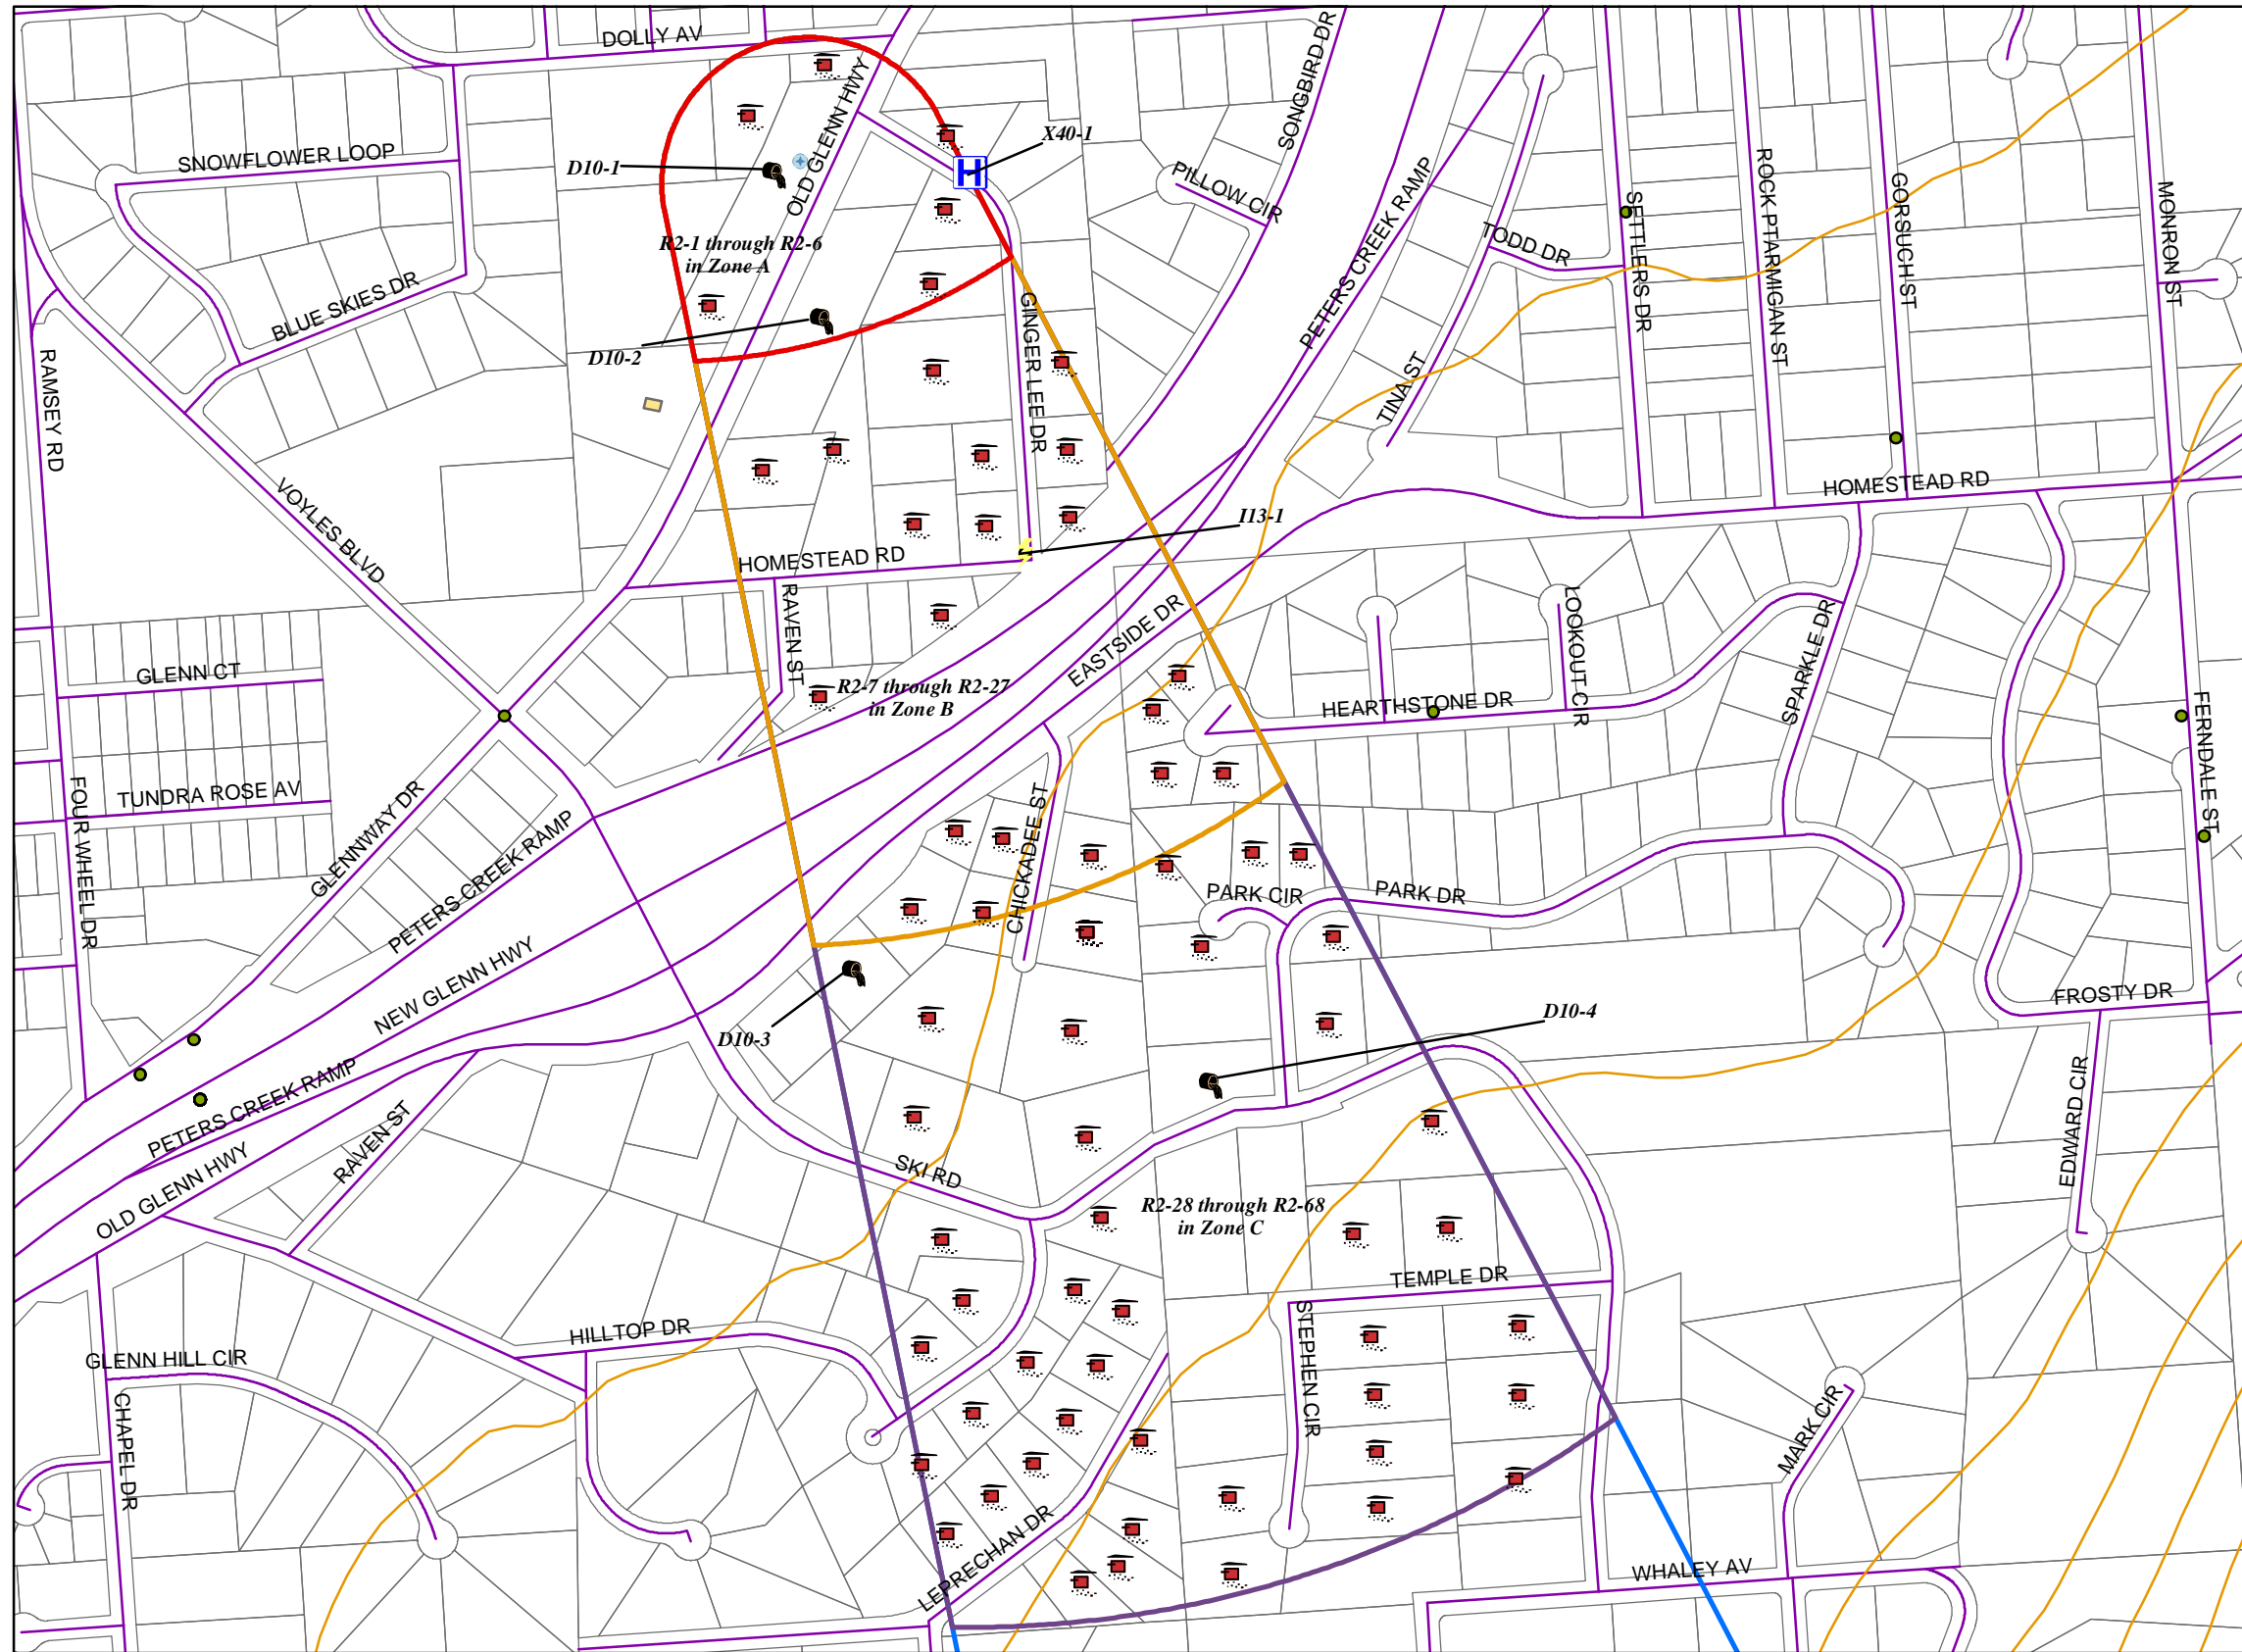 DOLLY AV
SONGBIRD DR
OLD GLENN HWY
X40-1
H
SNOWFLOWER LOOP
D10-1
PILLOW CIR
PETERS CREEK RAMP
SETTLERS DR
ROCK PTARMIGAN ST
GORSUCH ST
MONRON ST
TODD DR
R2-1 through R2-6
in Zone A
BLUE SKIES DR
GINGER LEE DR
D10-2
RAMSEY RD
TINA ST
VOYLES BLVD
HOMESTEAD RD
I13-1
HOMESTEAD RD
RAVEN ST
EASTSIDE DR
LOOKOUT CIR
SPARKLE DR
GLENN CT
R2-7 through R2-27
in Zone B
HEARTHSTONE DR
FERNDALE ST
TUNDRA ROSE AV
FOUR WHEEL DR
GLENNWAY DR
PETERS CREEK RAMP
CHICKADEE ST
PARK CIR
PARK DR
NEW GLENN HWY
FROSTY DR
D10-3
D10-4
PETERS CREEK RAMP
RAVEN ST
OLD GLENN HWY
SKI RD
EDWARD CIR
R2-28 through R2-68
in Zone C
TEMPLE DR
HILLTOP DR
STEPHEN CIR
GLENN HILL CIR
CHAPEL DR
MARK CIR
LEPRECHAN DR
WHALEY AV